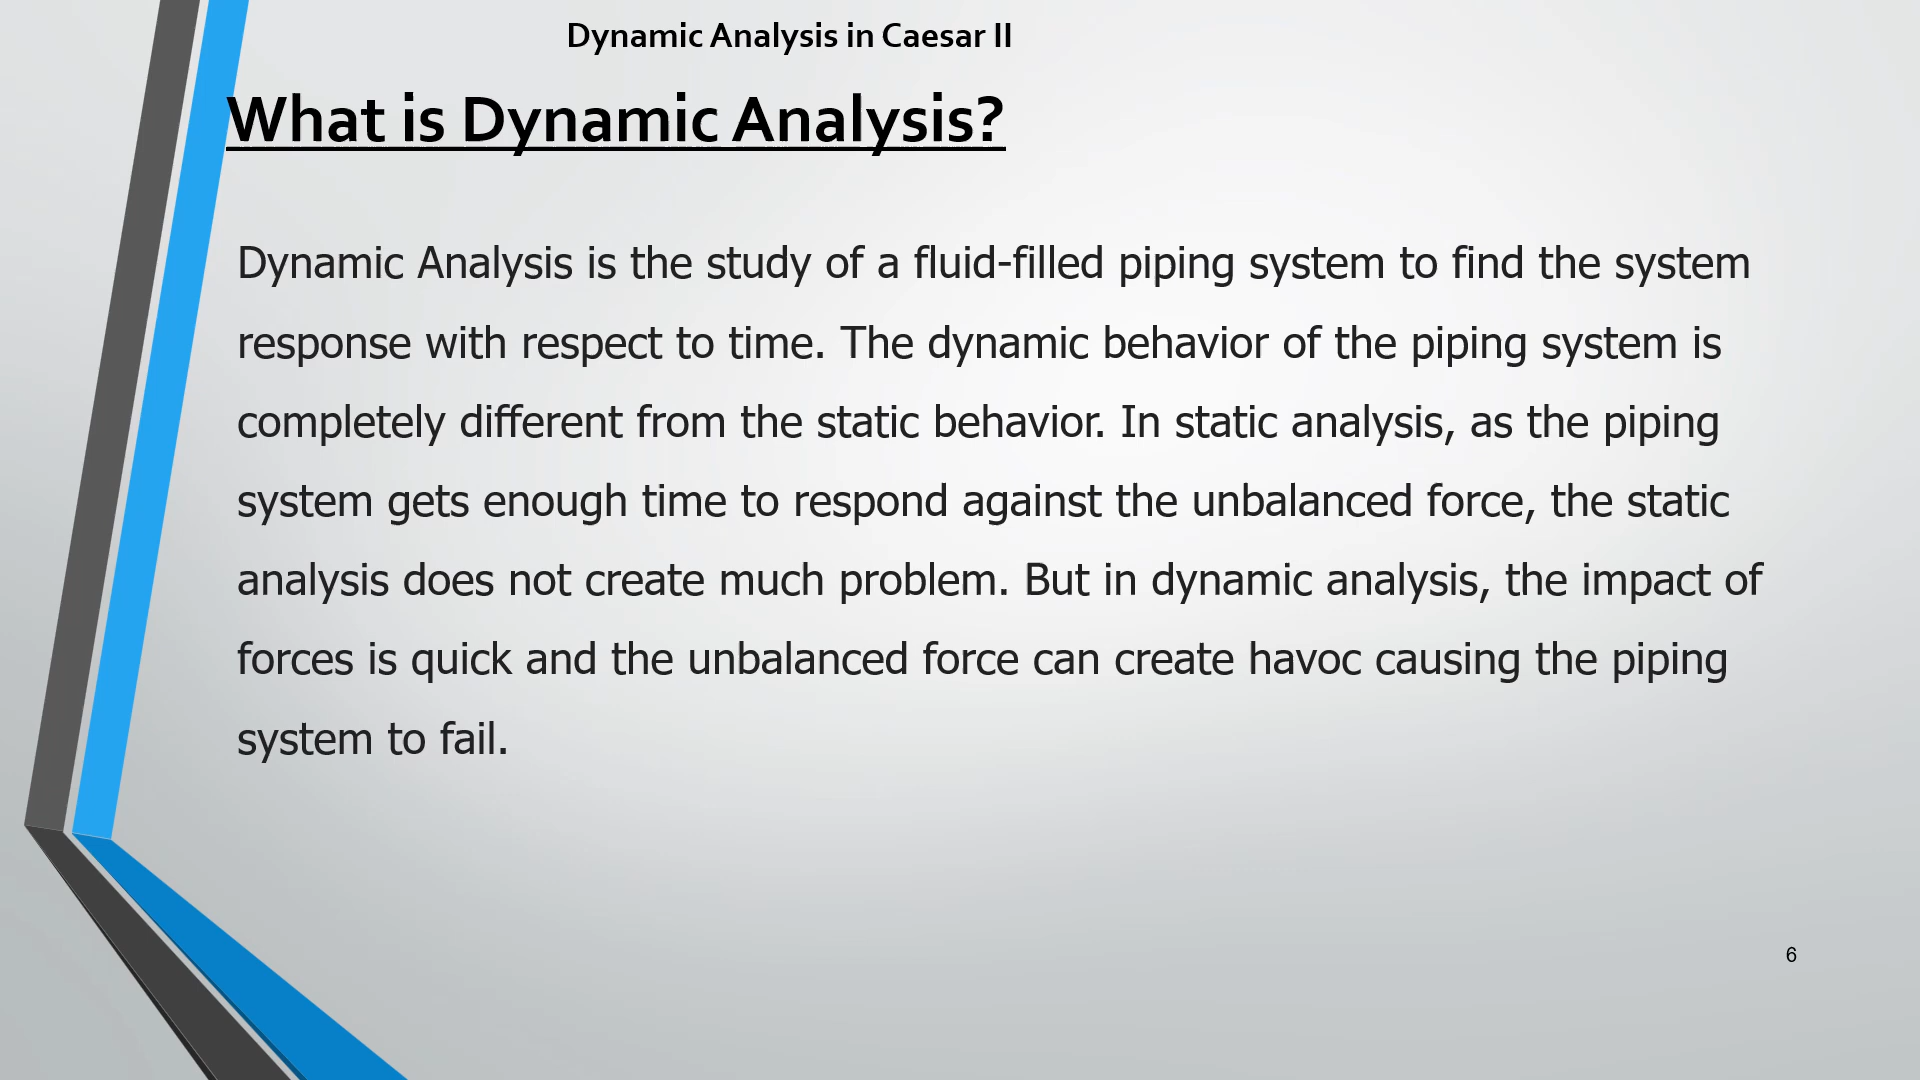 Dynamic Analysis in Caesar II
What is Dynamic Analysis?
Dynamic Analysis is the study of a fluid-filled piping system to find the system
response with respect to time. The dynamic behavior of the piping system is
completely different from the static behavior. In static analysis, as the piping
system gets enough time to respond against the unbalanced force, the static
analysis does not create much problem. But in dynamic analysis, the impact of
forces is quick and the unbalanced force can create havoc causing the piping
system to fail.
6